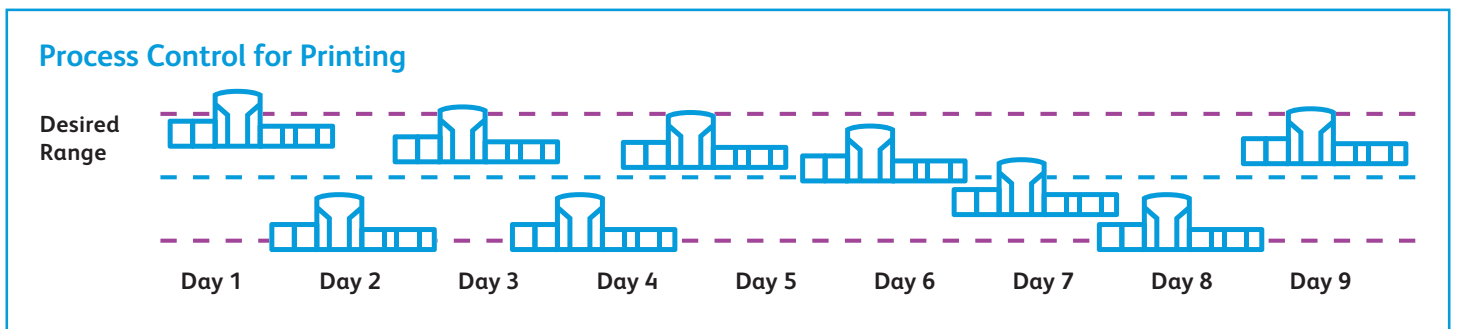 Process Control for Printing
Desired
Range
Day 1 Day 2 Day 3 Day 4 Day 5 Day 6 Day 7 Day 8 Day 9